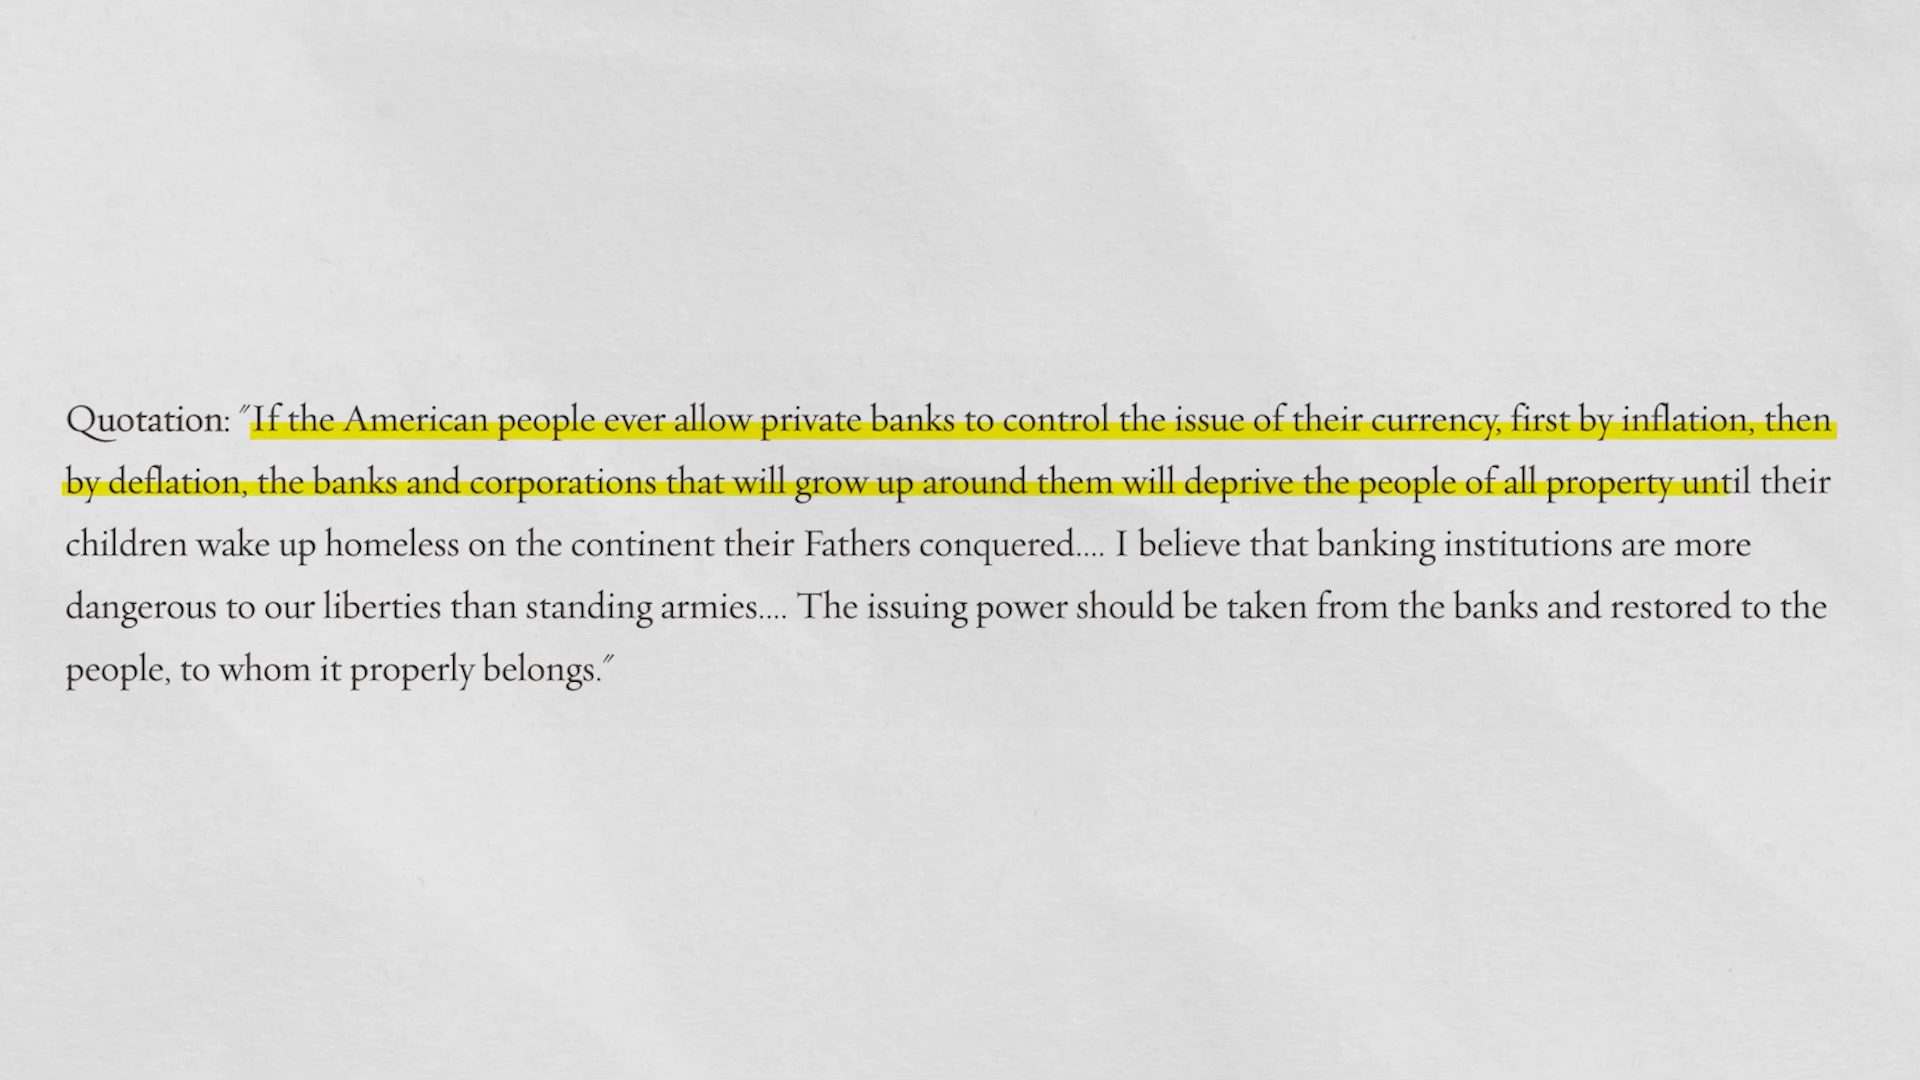 Quotation: "If the American people ever allow private banks to control the issue of their currency, first by inflation, then
by deflation, the banks and corporations that will grow up around them will deprive the people of all property until their
children wake up homeless on the continent their Fathers conquered.... I believe that banking institutions are more
dangerous to our liberties than standing armies.... The issuing power should be taken from the banks and restored to the
people, to whom it properly belongs."